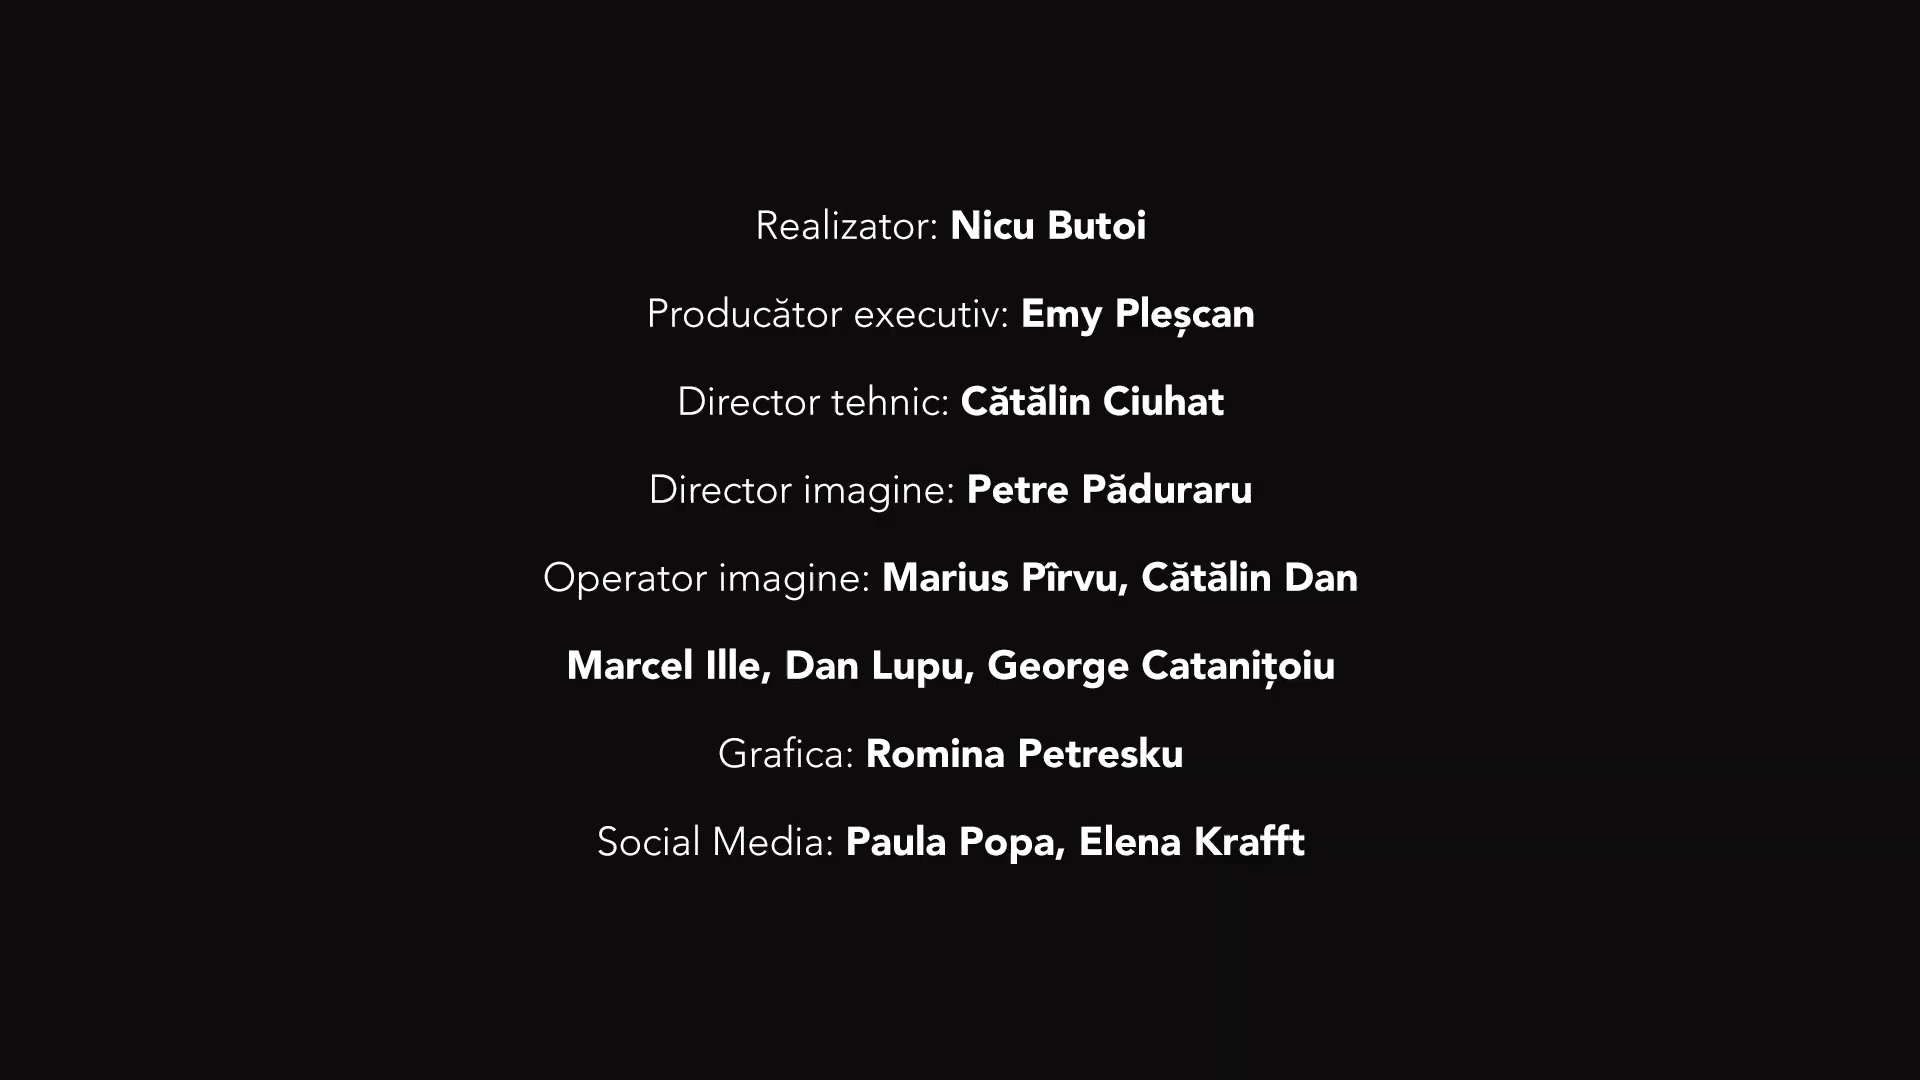 Realizator: Nicu Butoi
Producător executiv: Emy Pleșcan
Director tehnic: Cătălin Ciuhat
Director imagine: Petre Păduraru
Operator imagine: Marius Pîrvu, Cătălin Dan
Marcel Ille, Dan Lupu, George Catanițoiu
Grafica: Romina Petresku
Social Media: Paula Popa, Elena Krafft